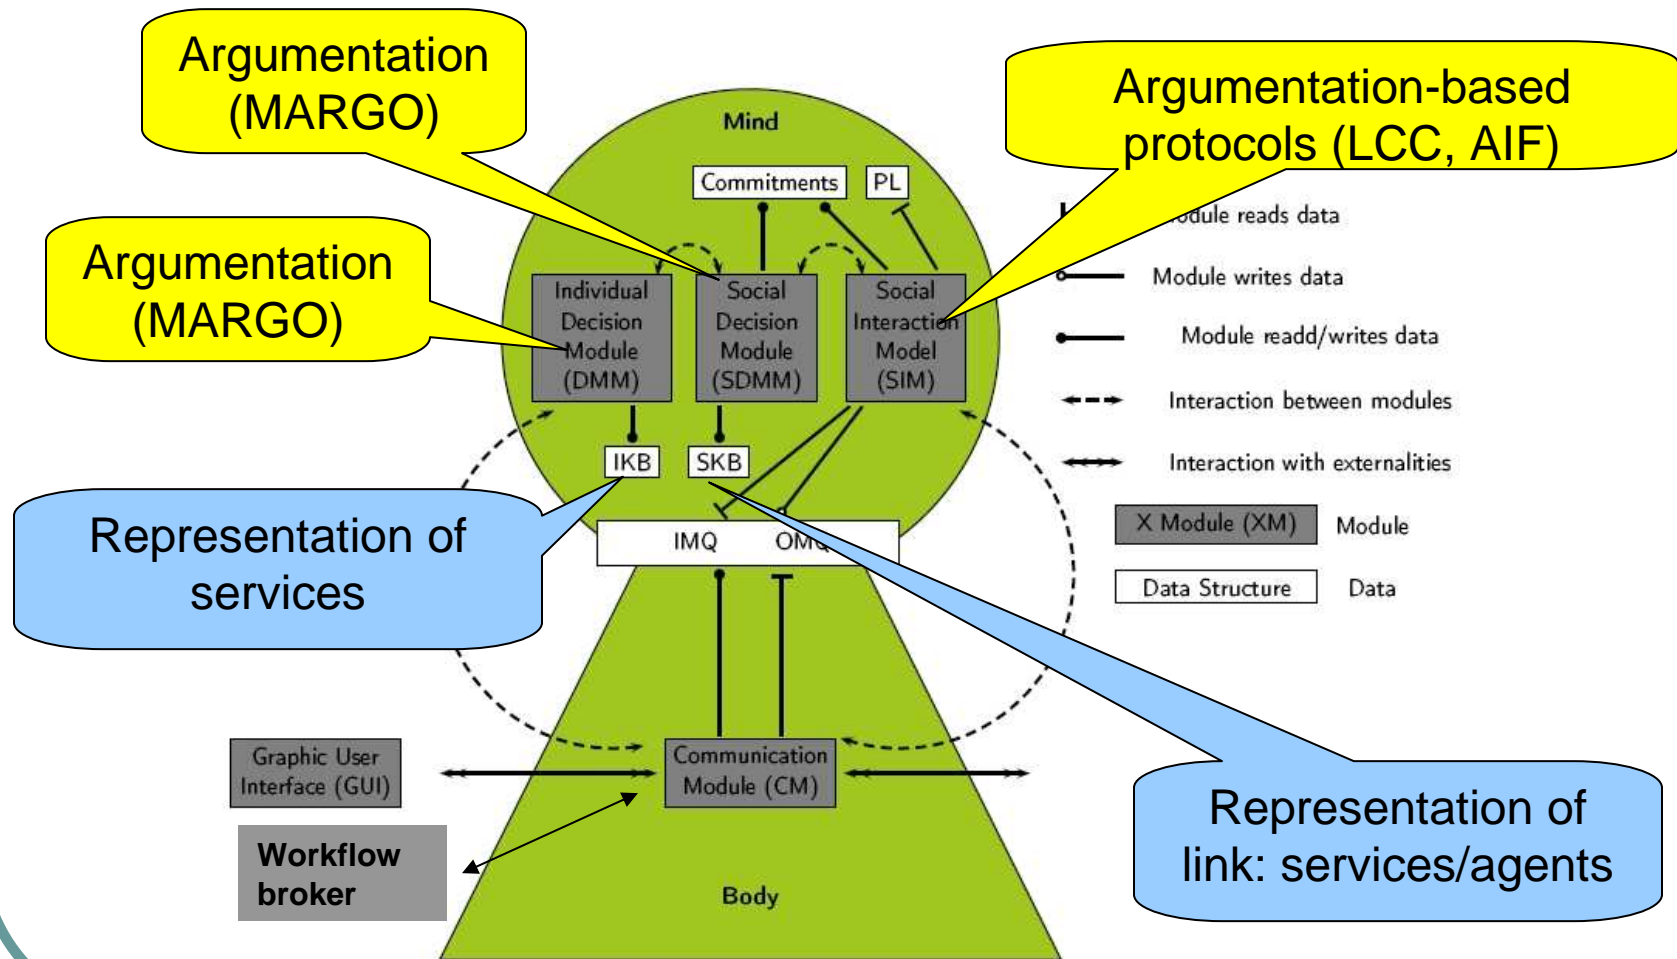 Argumentation
(MARGO)
Argumentation-based
protocols (LCC, AIF)
Mind
Commitments
PL
Module reads data
Argumentation
(MARGO)
Module writes data
Individual
Decision
Module
(DMM)
Social
Decision
Module
(SDMM)
Social
Interaction
Model
(SIM)
Module readd/writes data
Interaction between modules
IKB
SKB
Interaction with externalities
Representation of
services
IMQ
OMQ
X Module (XM)
Module
Data Structure
Data
Graphic User
Interface (GUI)
Communication
Module (CM)
Representation of
link: services/agents
Workflow
broker
Body